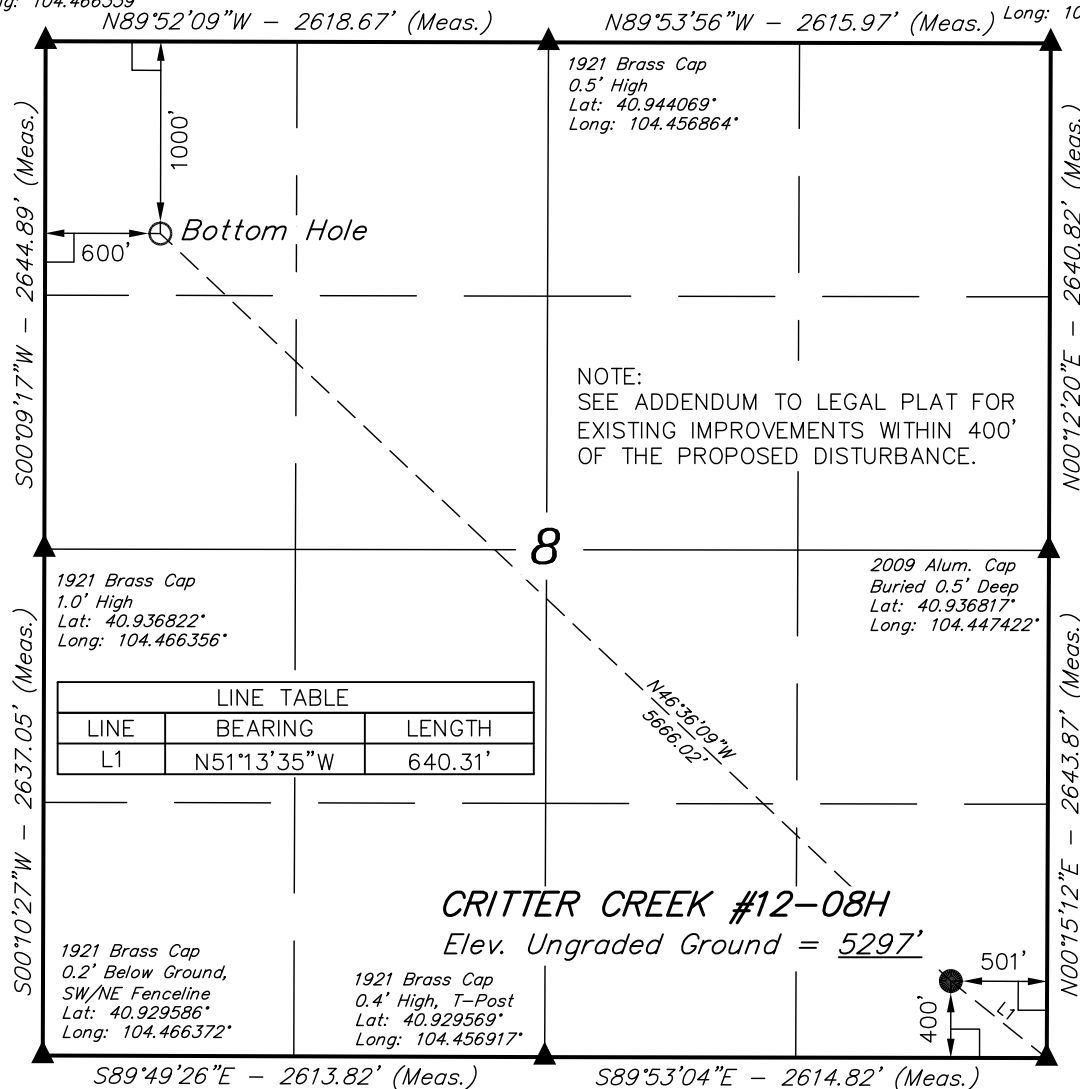 Long: 104.466359°
N89°52'09"W - 2618.67' (Meas.)
N89°53'56"W - 2615.97' (Meas.)
1921 Brass Cap
0.5' High
Lat: 40.944069°
Long: 104.456864°
1000'
600'
Bottom Hole
S00°09'17"W - 2644.89' (Meas.)
N00°12'20"E - 2640.82' (Meas.)
NOTE:
SEE ADDENDUM TO LEGAL PLAT FOR
EXISTING IMPROVEMENTS WITHIN 400'
OF THE PROPOSED DISTURBANCE.
8
1921 Brass Cap
1.0' High
Lat: 40.936822°
Long: 104.466356°
2009 Alum. Cap
Buried 0.5' Deep
Lat: 40.936817°
Long: 104.447422°
LINE TABLE
LINE BEARING LENGTH
L1 N51°13'35"W 640.31'
N46°36'09"W
5666.02'
S00°10'27"W - 2637.05' (Meas.)
N00°15'12"E - 2643.87' (Meas.)
CRITTER CREEK #12-08H
Elev. Ungraded Ground = 5297'
1921 Brass Cap
0.2' Below Ground,
SW/NE Fenceline
Lat: 40.929586°
Long: 104.466372°
1921 Brass Cap
0.4' High, T-Post
Lat: 40.929569°
Long: 104.456917°
501'
400'
L1
S89°49'26"E - 2613.82' (Meas.)
S89°53'04"E - 2614.82' (Meas.)